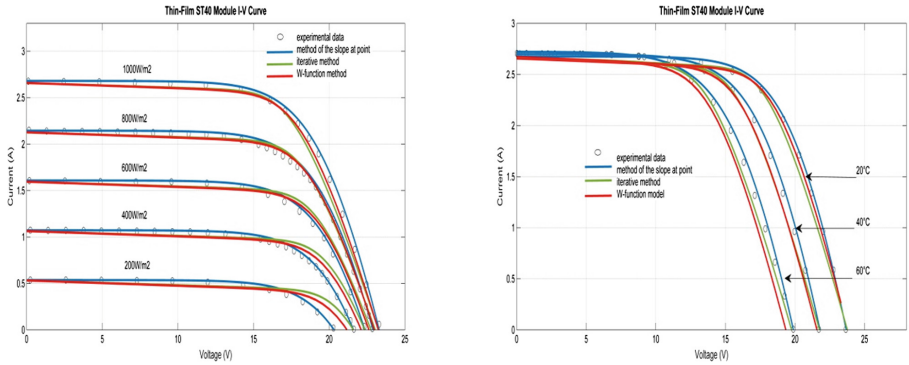 Thin-Film ST40 Module I-V Curve
3
2.5
2
1.5
1
0.5
0
Current (A)
experimental data
method of the slope at point
iterative method
W-function method
1000W/m2
800W/m2
600W/m2
400W/m2
200W/m2
0 5 10 15 20 25
Voltage (V)
Thin-Film ST40 Module I-V Curve
3
2.5
2
1.5
1
0.5
0
Current (A)
experimental data
method of the slope at point
iterative method
W-function model
20°C
40°C
60°C
0 5 10 15 20 25
Voltage (V)